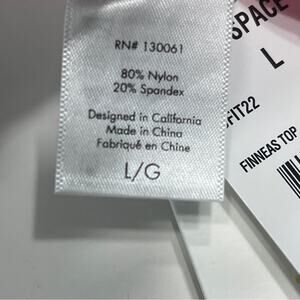 RN# 130061
80% Nylon
20% Spandex
Designed in California
Made in China
Fabriqué en Chine
L/G
SPACE
L
FIT22
FINNEAS TOP